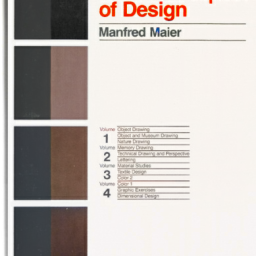 of Design
Manfred Maier
Volume 1 Object Drawing
Object and Museum Drawing
Nature Drawing
Volume 2 Memory Drawing
Technical Drawing and Perspective
Lettering
Volume 3 Material Studies
Textile Design
Color 2
Volume 4 Color 1
Graphic Exercises
Dimensional Design